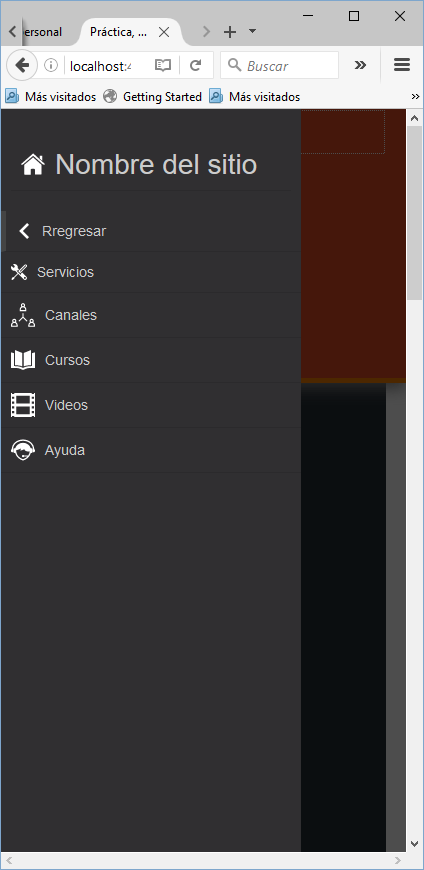 ersonal
Práctica, ...
localhost:4
Buscar
Más visitados
Getting Started
Más visitados
Nombre del sitio
Rregresar
Servicios
Canales
Cursos
Videos
Ayuda